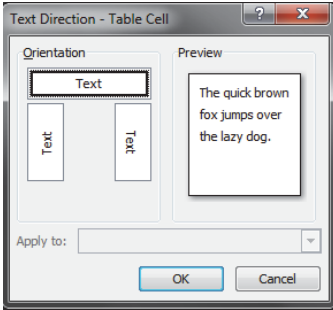 Text Direction - Table Cell
?
X
Orientation
Preview
Text
Text
Text
The quick brown
fox jumps over
the lazy dog.
Apply to:
OK
Cancel